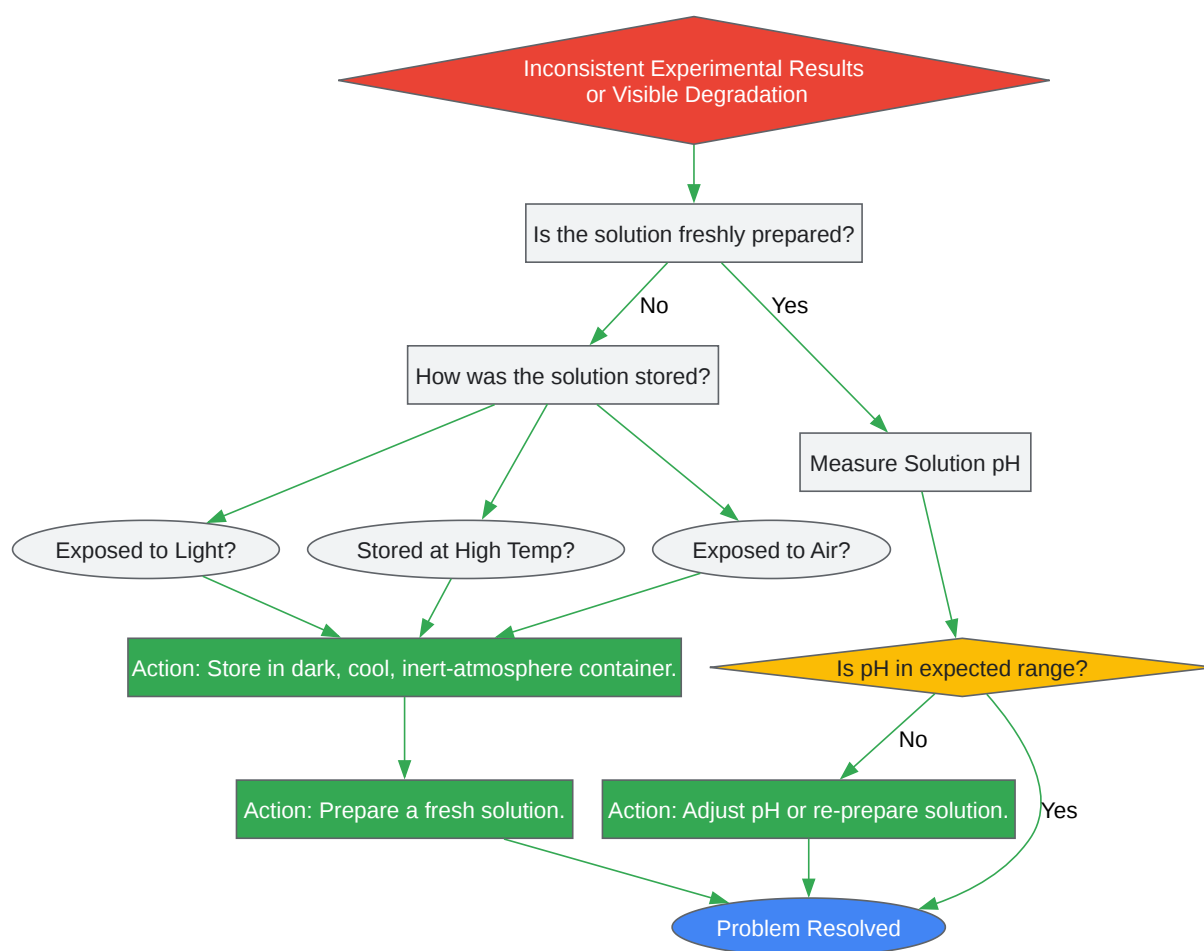 Inconsistent Experimental Results
or Visible Degradation
Is the solution freshly prepared?
No
Yes
How was the solution stored?
Measure Solution pH
Exposed to Light?
Stored at High Temp?
Exposed to Air?
Action: Store in dark, cool, inert-atmosphere container.
Is pH in expected range?
No
Yes
Action: Prepare a fresh solution.
Action: Adjust pH or re-prepare solution.
Problem Resolved